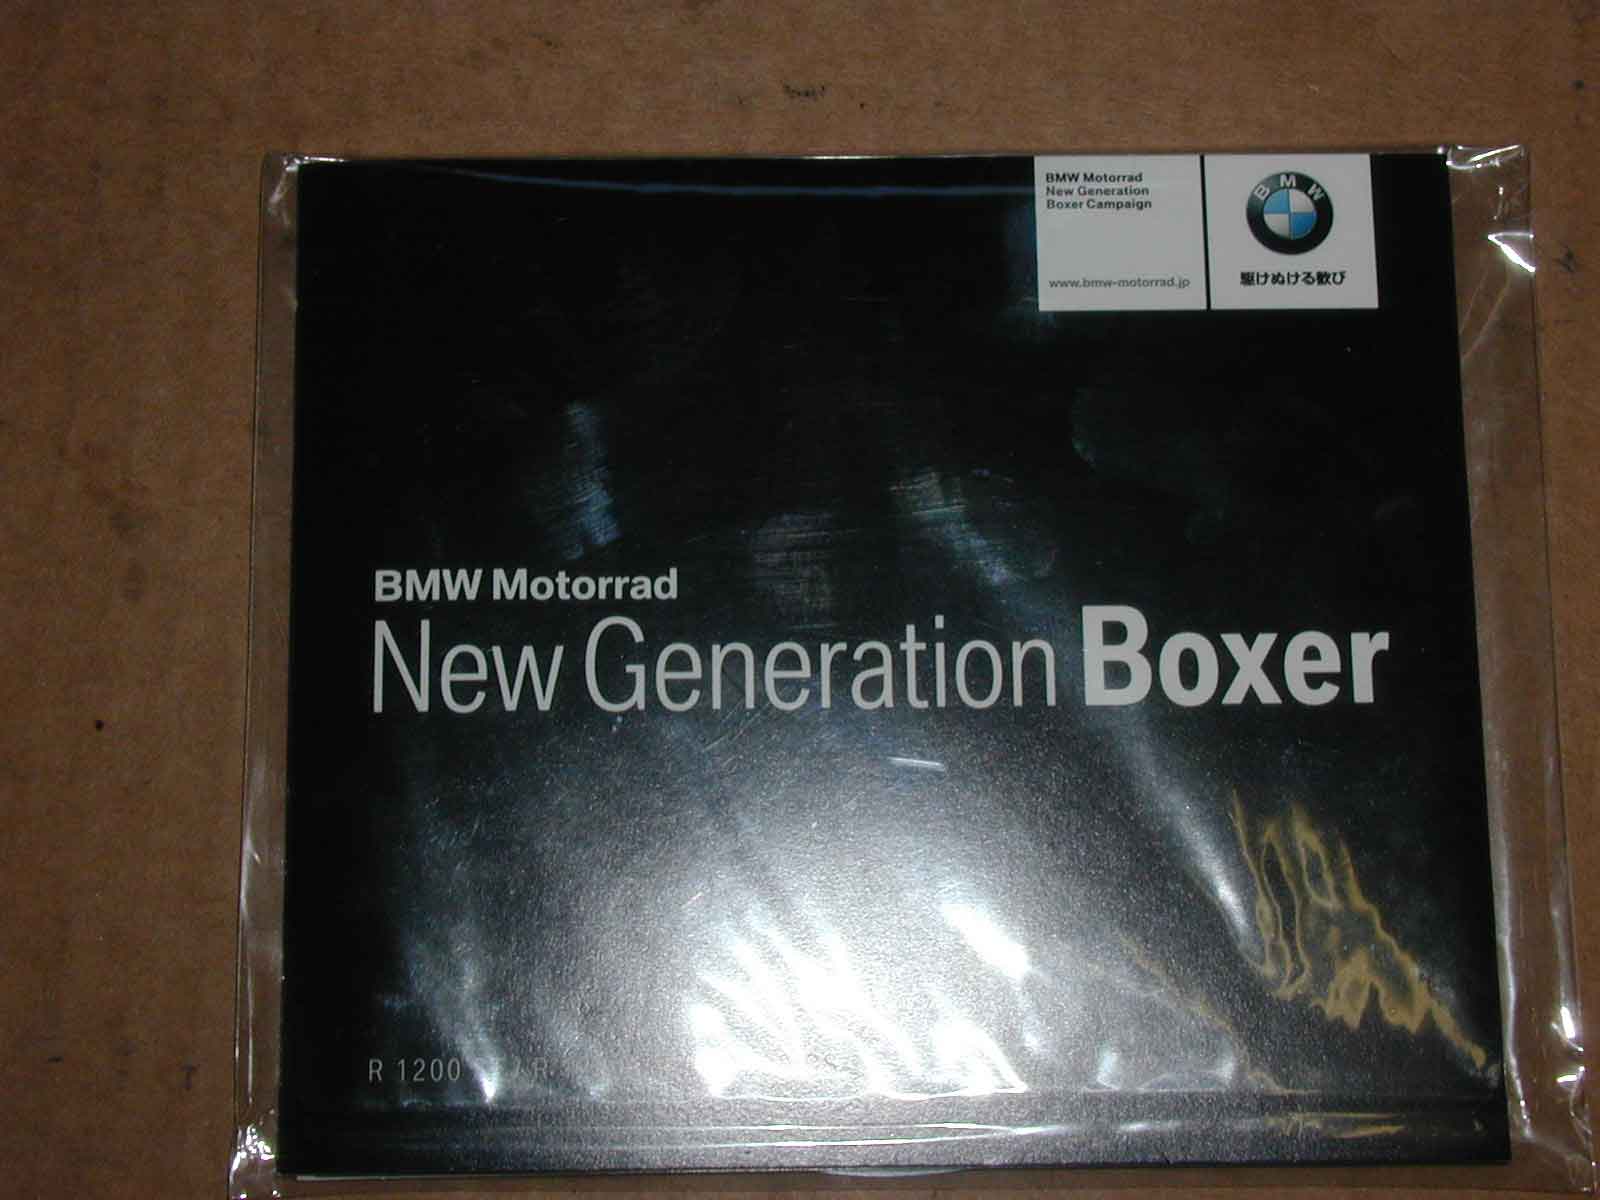 BMW Motorrad
New Generation
Boxer Campaign
www.bmw-motorrad.jp
BMW
駆けぬける歓び
BMW Motorrad
New Generation Boxer
R 1200